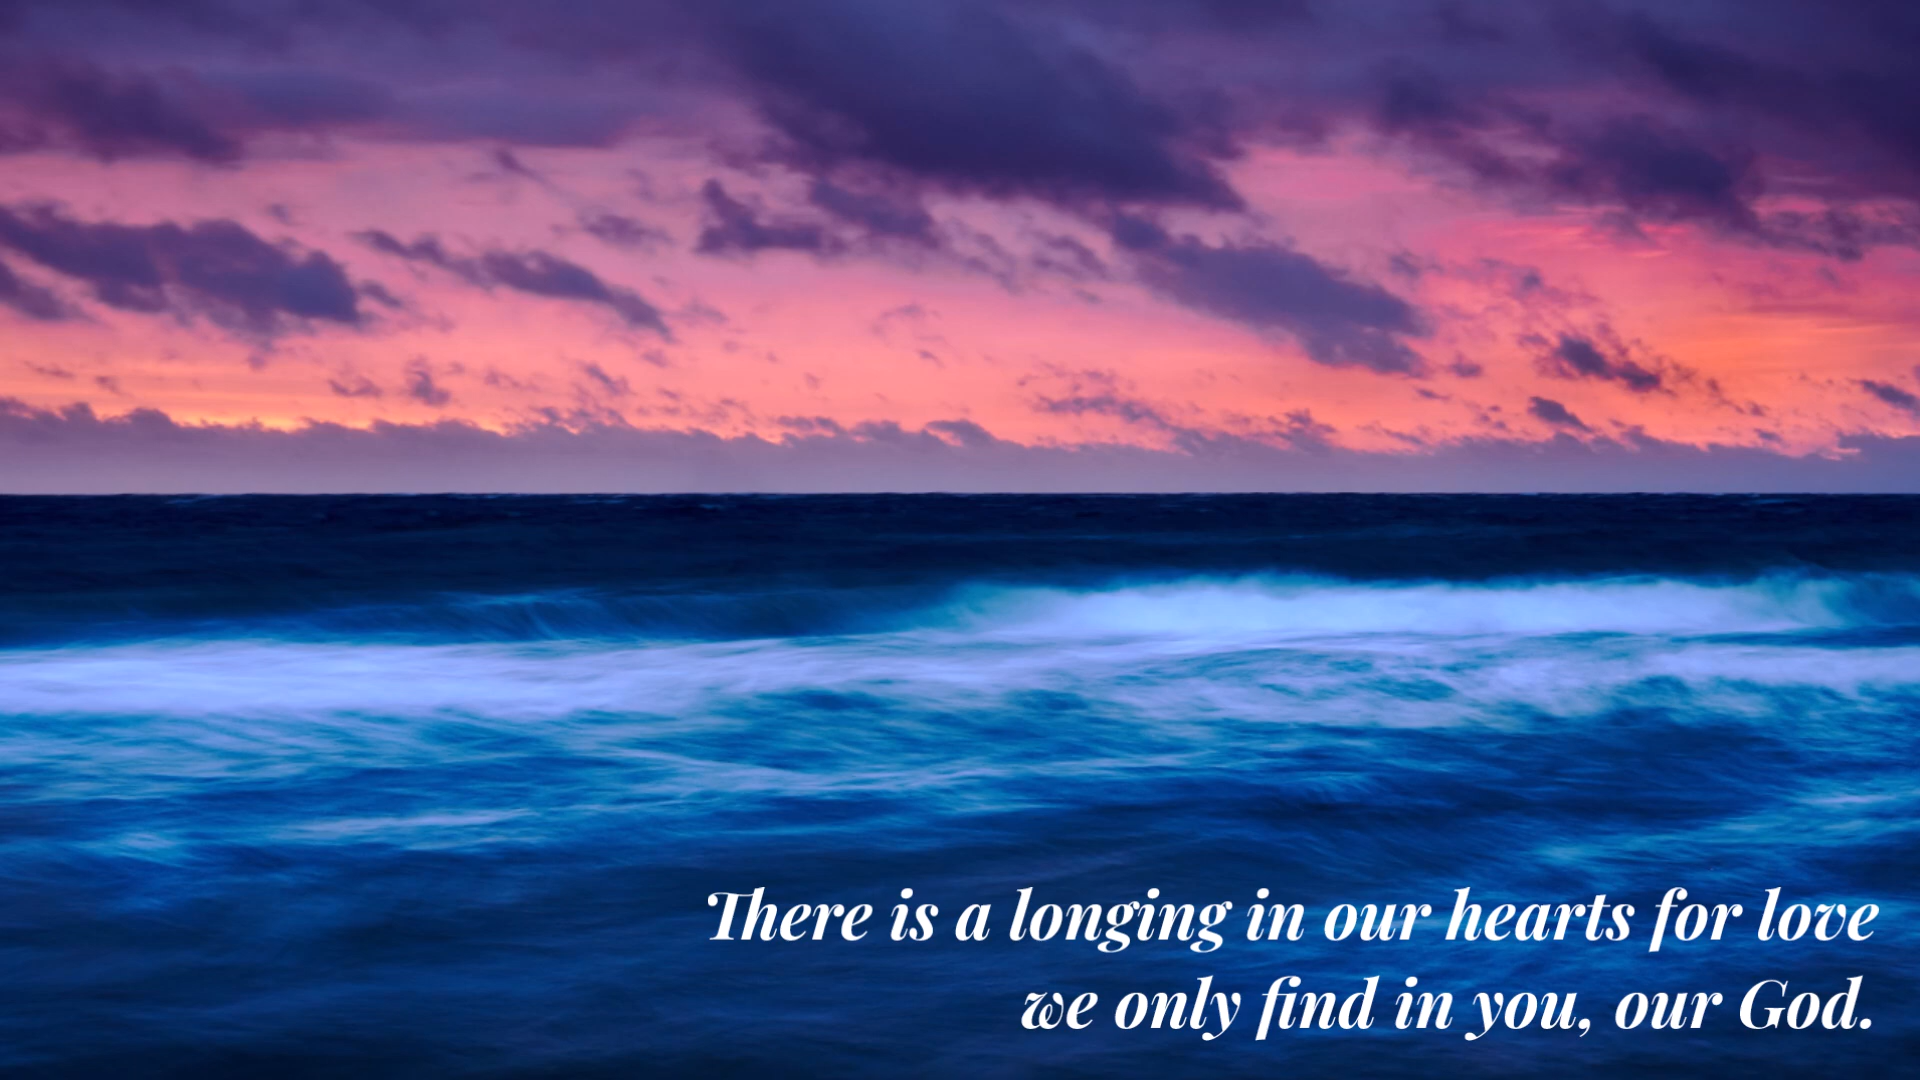 There is a longing in our hearts for love
we only find in you, our God.